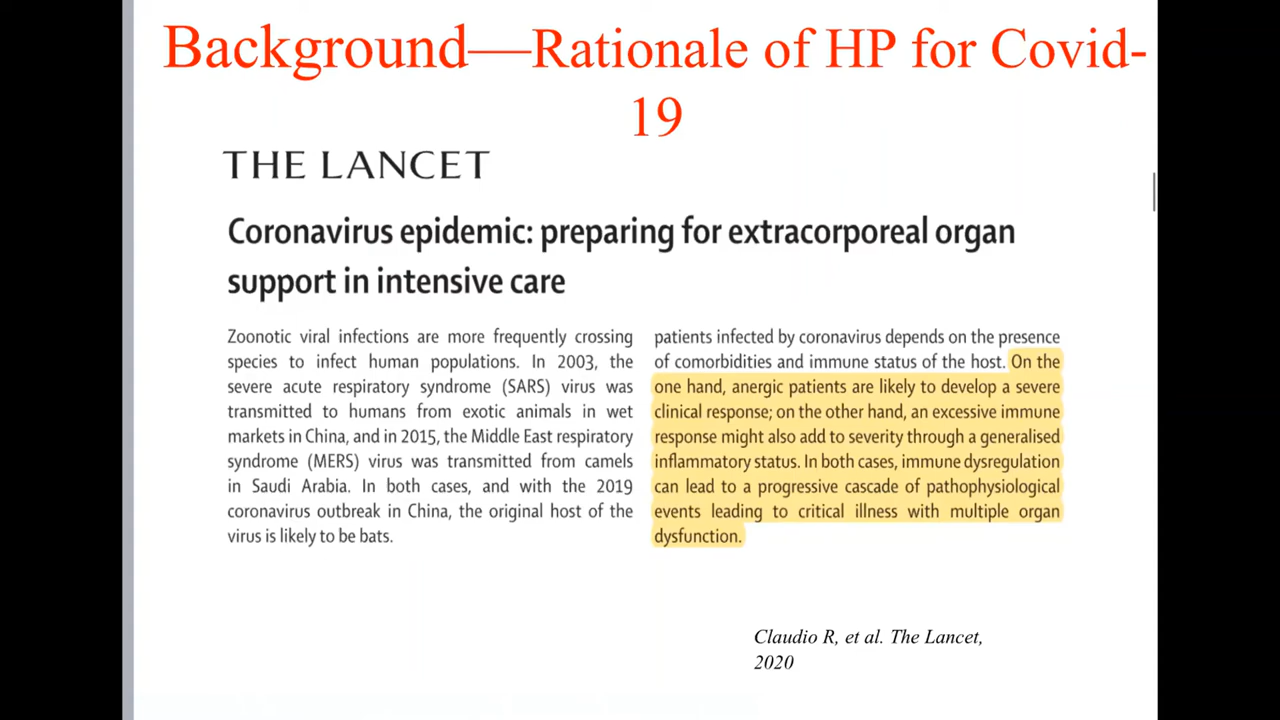 Background—Rationale of HP for Covid-
19
THE LANCET
Coronavirus epidemic: preparing for extracorporeal organ
support in intensive care
Zoonotic viral infections are more frequently crossing
species to infect human populations. In 2003, the
severe acute respiratory syndrome (SARS) virus was
transmitted to humans from exotic animals in wet
markets in China, and in 2015, the Middle East respiratory
syndrome (MERS) virus was transmitted from camels
in Saudi Arabia. In both cases, and with the 2019
coronavirus outbreak in China, the original host of the
virus is likely to be bats.
patients infected by coronavirus depends on the presence
of comorbidities and immune status of the host. On the
one hand, anergic patients are likely to develop a severe
clinical response; on the other hand, an excessive immune
response might also add to severity through a generalised
inflammatory status. In both cases, immune dysregulation
can lead to a progressive cascade of pathophysiological
events leading to critical illness with multiple organ
dysfunction.
Claudio R, et al. The Lancet,
2020